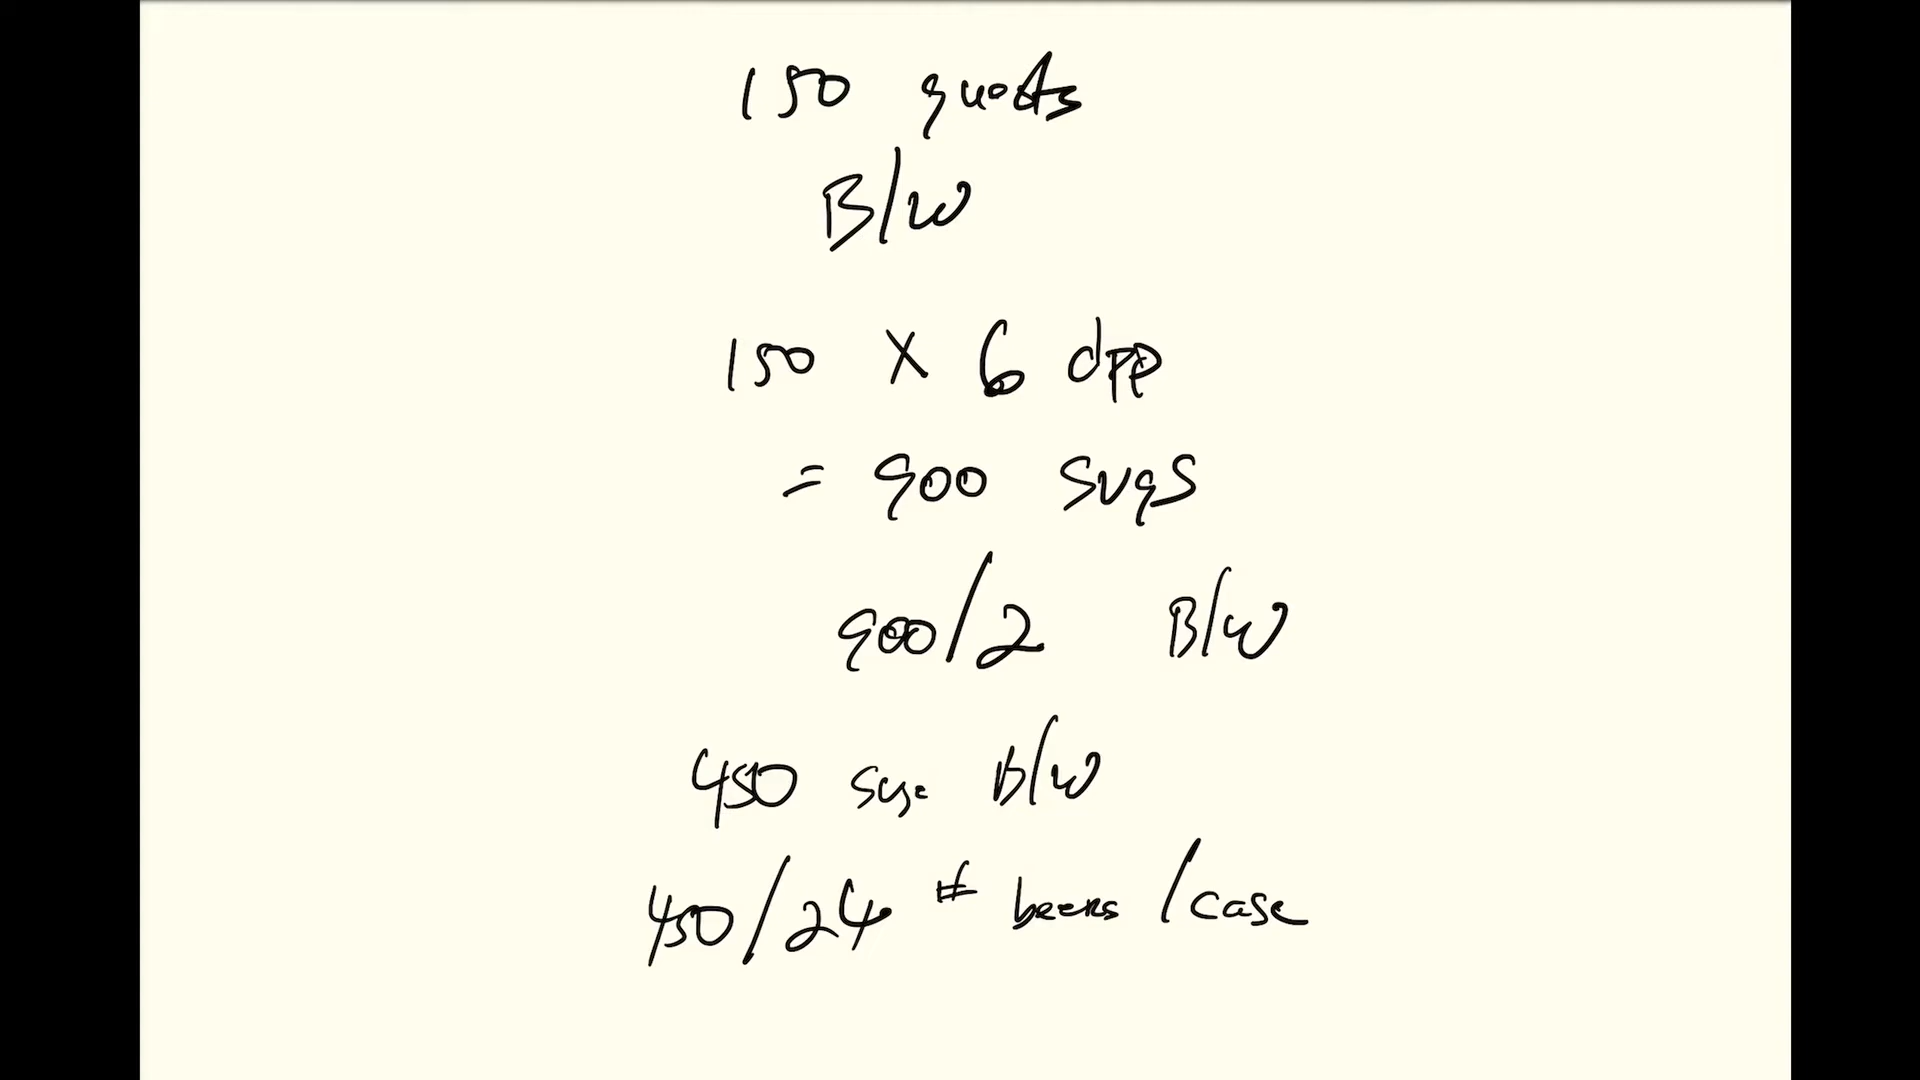 150 guests
B/W
150 X 6 dpp
= 900 svgs
900/2 B/W
450 svgs B/W
450/24 # beers /case